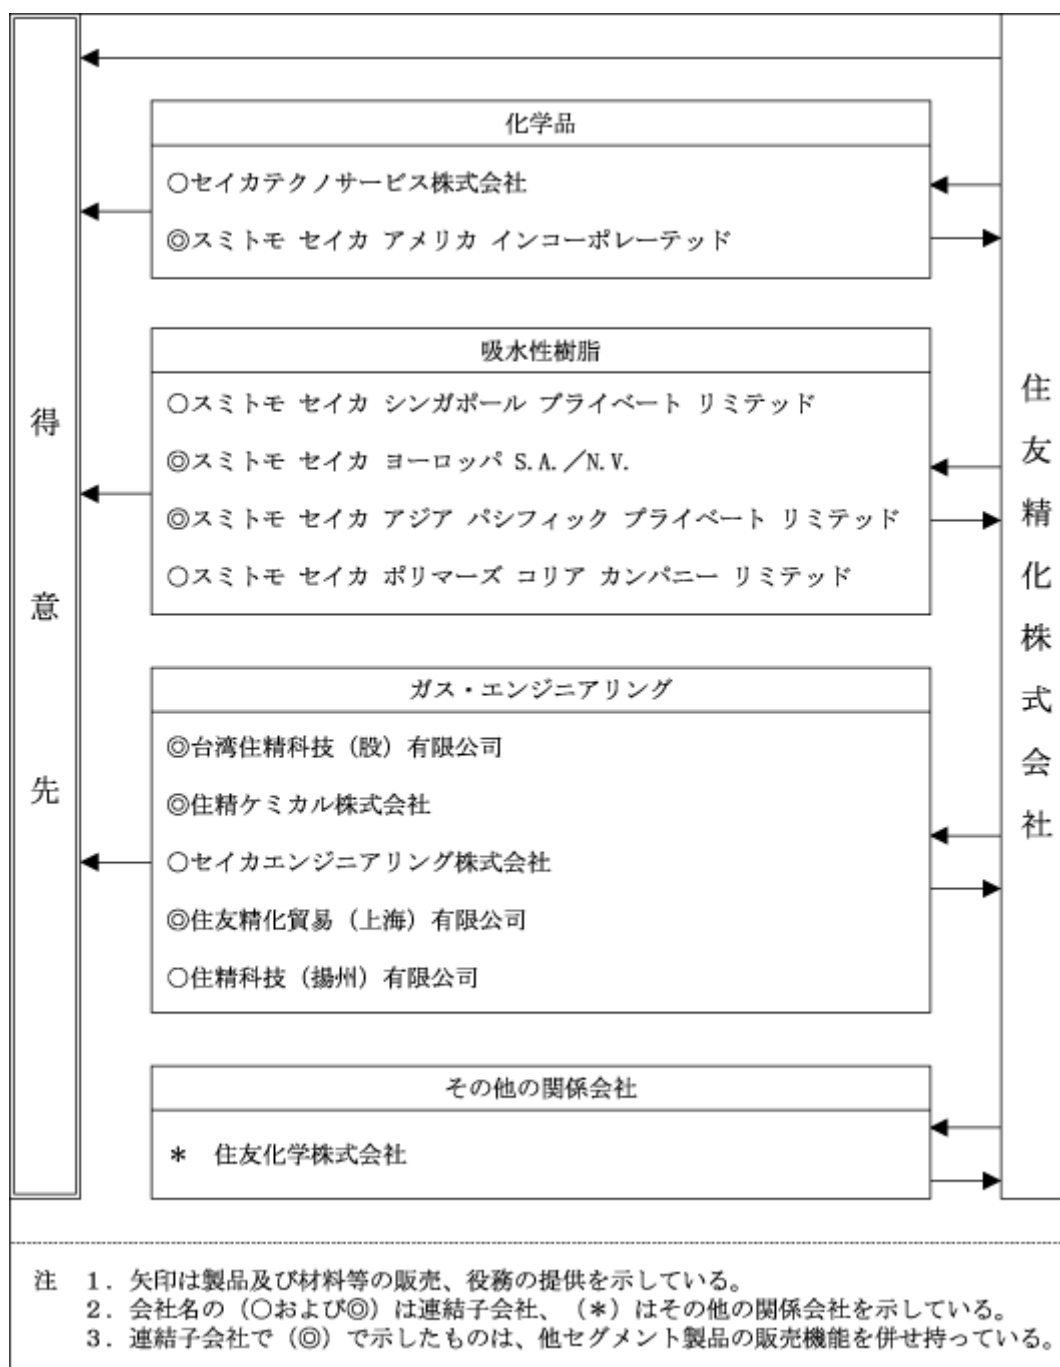 化学品
○セイカテクノサービス株式会社
◎スミトモ セイカ アメリカ インコーポレーテッド
吸水性樹脂
○スミトモ セイカ シンガポール プライベート リミテッド
◎スミトモ セイカ ヨーロッパ S.A.／N.V.
◎スミトモ セイカ アジア パシフィック プライベート リミテッド
○スミトモ セイカ ポリマーズ コリア カンパニー リミテッド
ガス・エンジニアリング
◎台湾住精科技（股）有限公司
◎住精ケミカル株式会社
○セイカエンジニアリング株式会社
◎住友精化貿易（上海）有限公司
○住精科技（揚州）有限公司
その他の関係会社
＊ 住友化学株式会社
得意先
住友精化株式会社
注 １．矢印は製品及び材料等の販売、役務の提供を示している。
２．会社名の（○および◎）は連結子会社、（＊）はその他の関係会社を示している。
３．連結子会社で（◎）で示したものは、他セグメント製品の販売機能を併せ持っている。